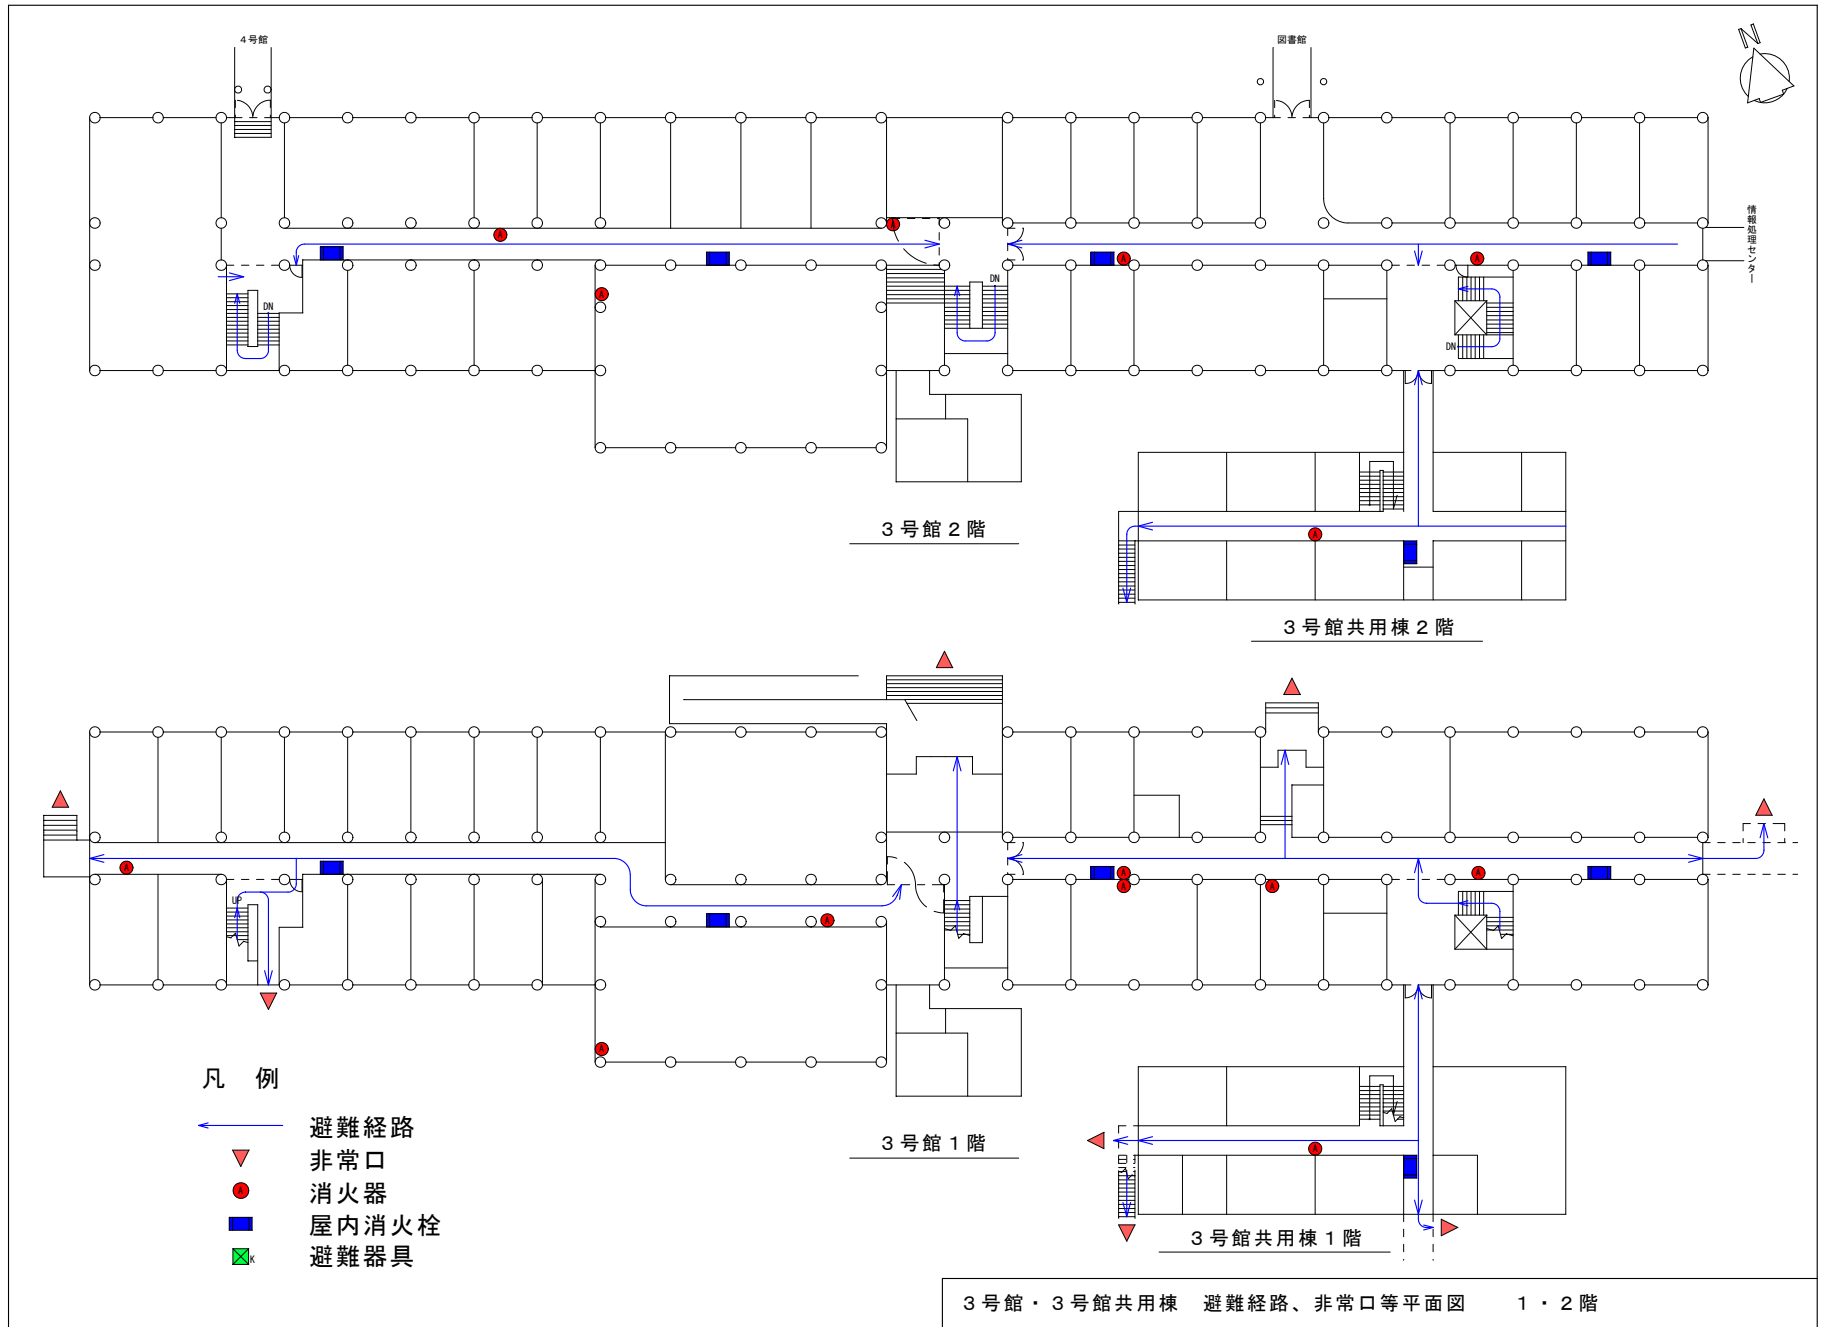 4号館
図書館
N
情報処理センター
A
A
A
A
A
DN
DN
DN
3号館2階
A
3号館共用棟2階
A
A
A
A
A
A
UP
A
凡 例
避難経路
非常口
A 消火器
屋内消火栓
K 避難器具
3号館1階
A
3号館共用棟1階
3号館・3号館共用棟 避難経路、非常口等平面図 1・2階